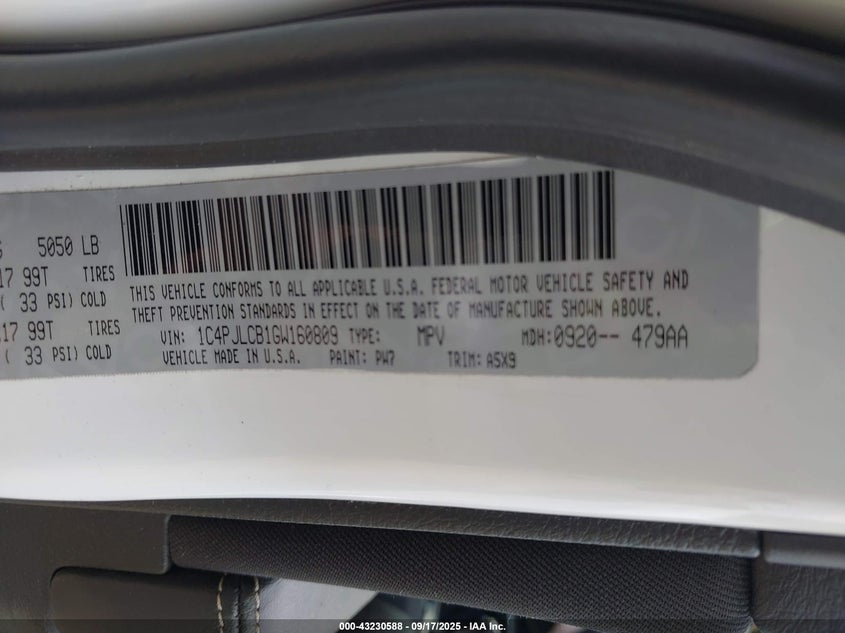 5050 LB
17 99T TIRES
( 33 PSI) COLD
17 99T TIRES
( 33 PSI) COLD
THIS VEHICLE CONFORMS TO ALL APPLICABLE U.S.A. FEDERAL MOTOR VEHICLE SAFETY AND
THEFT PREVENTION STANDARDS IN EFFECT ON THE DATE OF MANUFACTURE SHOWN ABOVE.
VIN: 1C4PJLCB1GW160809 TYPE: MPV MDH:0920-- 479AA
VEHICLE MADE IN U.S.A. PAINT: PW7 TRIM: A5X9
000-43230588 - 09/17/2025 - IAA Inc.